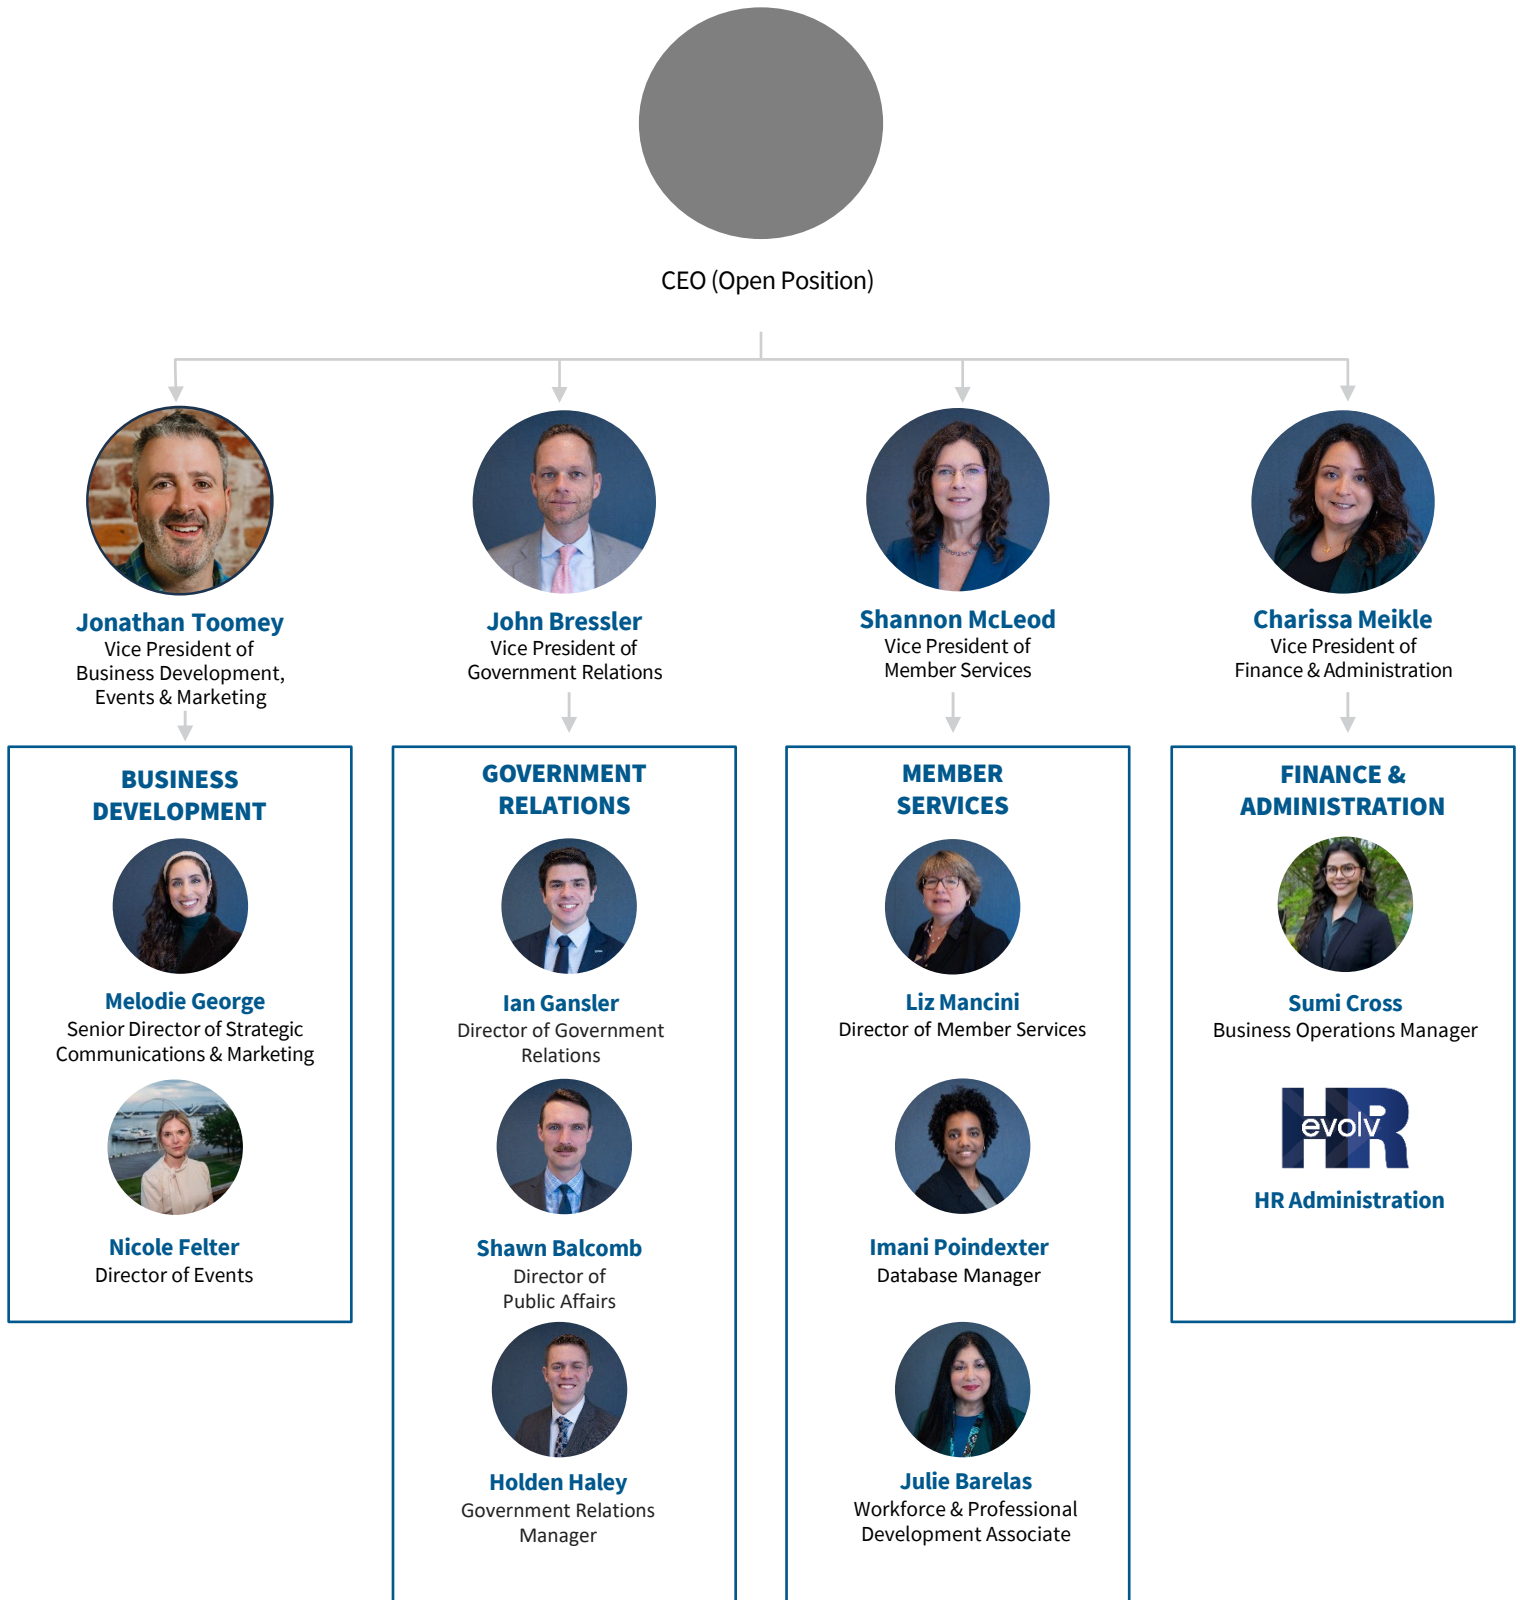 CEO (Open Position)
Jonathan Toomey
Vice President of
Business Development,
Events & Marketing
John Bressler
Vice President of
Government Relations
Shannon McLeod
Vice President of
Member Services
Charissa Meikle
Vice President of
Finance & Administration
BUSINESS
DEVELOPMENT
Melodie George
Senior Director of Strategic
Communications & Marketing
Nicole Felter
Director of Events
GOVERNMENT
RELATIONS
Ian Gansler
Director of Government
Relations
Shawn Balcomb
Director of
Public Affairs
Holden Haley
Government Relations
Manager
MEMBER
SERVICES
Liz Mancini
Director of Member Services
Imani Poindexter
Database Manager
Julie Barelas
Workforce & Professional
Development Associate
FINANCE &
ADMINISTRATION
Sumi Cross
Business Operations Manager
evolv HR
HR Administration